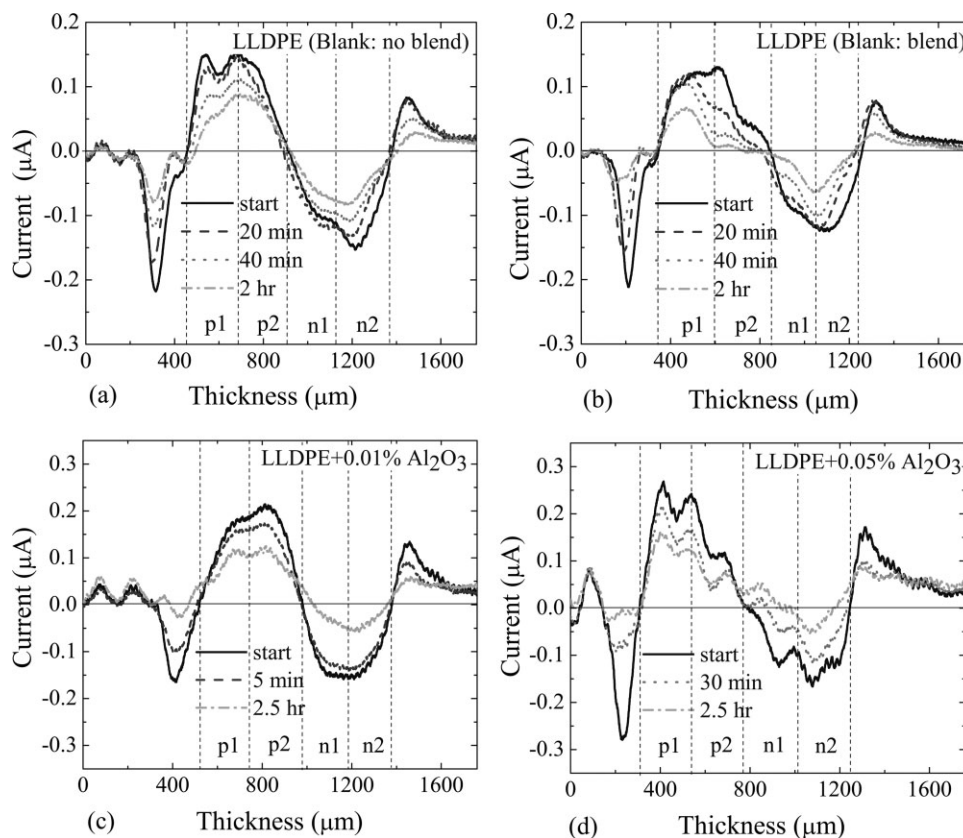 LLDPE (Blank: no blend)
Current (μA)
0.2
0.1
0.0
-0.1
-0.2
-0.3
start
20 min
40 min
2 hr
p1 p2 n1 n2
0 400 800 1200 1600
Thickness (μm)
(a)
LLDPE (Blank: blend)
Current (μA)
0.2
0.1
0.0
-0.1
-0.2
-0.3
start
20 min
40 min
2 hr
p1 p2 n1 n2
0 400 800 1240 1600
Thickness (μm)
(b)
LLDPE+0.01% Al₂O₃
Current (μA)
0.3
0.2
0.1
0.0
-0.1
-0.2
-0.3
start
5 min
2.5 hr
p1 p2 n1 n2
0 400 800 1200 1600
Thickness (μm)
(c)
LLDPE+0.05% Al₂O₃
Current (μA)
0.3
0.2
0.1
0.0
-0.1
-0.2
-0.3
start
30 min
2.5 hr
p1 p2 n1 n2
0 400 800 1200 1600
Thickness (μm)
(d)